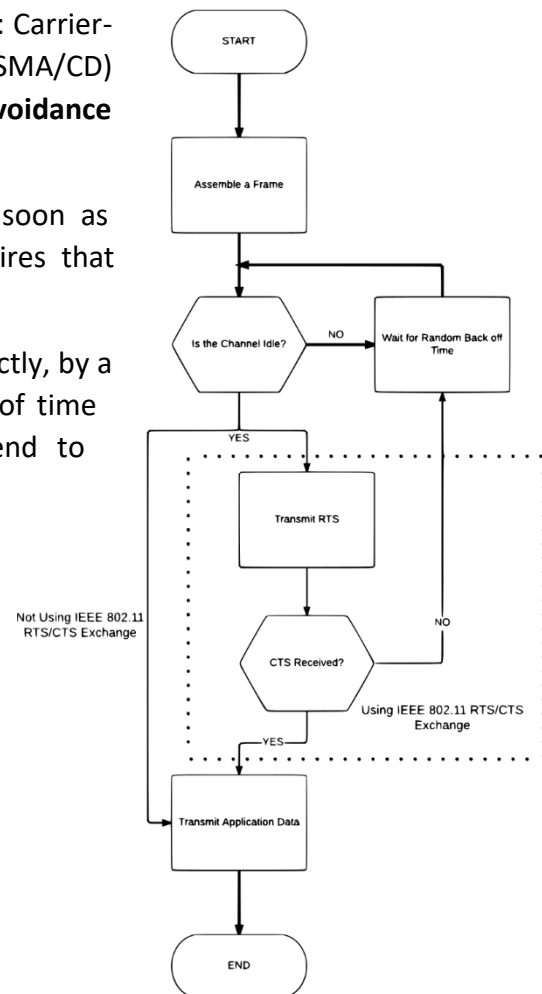 : Carrier-
SMA/CD)
voidance
soon as
ires that
ctly, by a
of time
end to
START
Assemble a Frame
Is the Channel Idle?
NO
Wait for Random Back off
Time
YES
Transmit RTS
Not Using IEEE 802.11
RTS/CTS Exchange
CTS Received?
NO
Using IEEE 802.11 RTS/CTS
Exchange
YES
Transmit Application Data
END